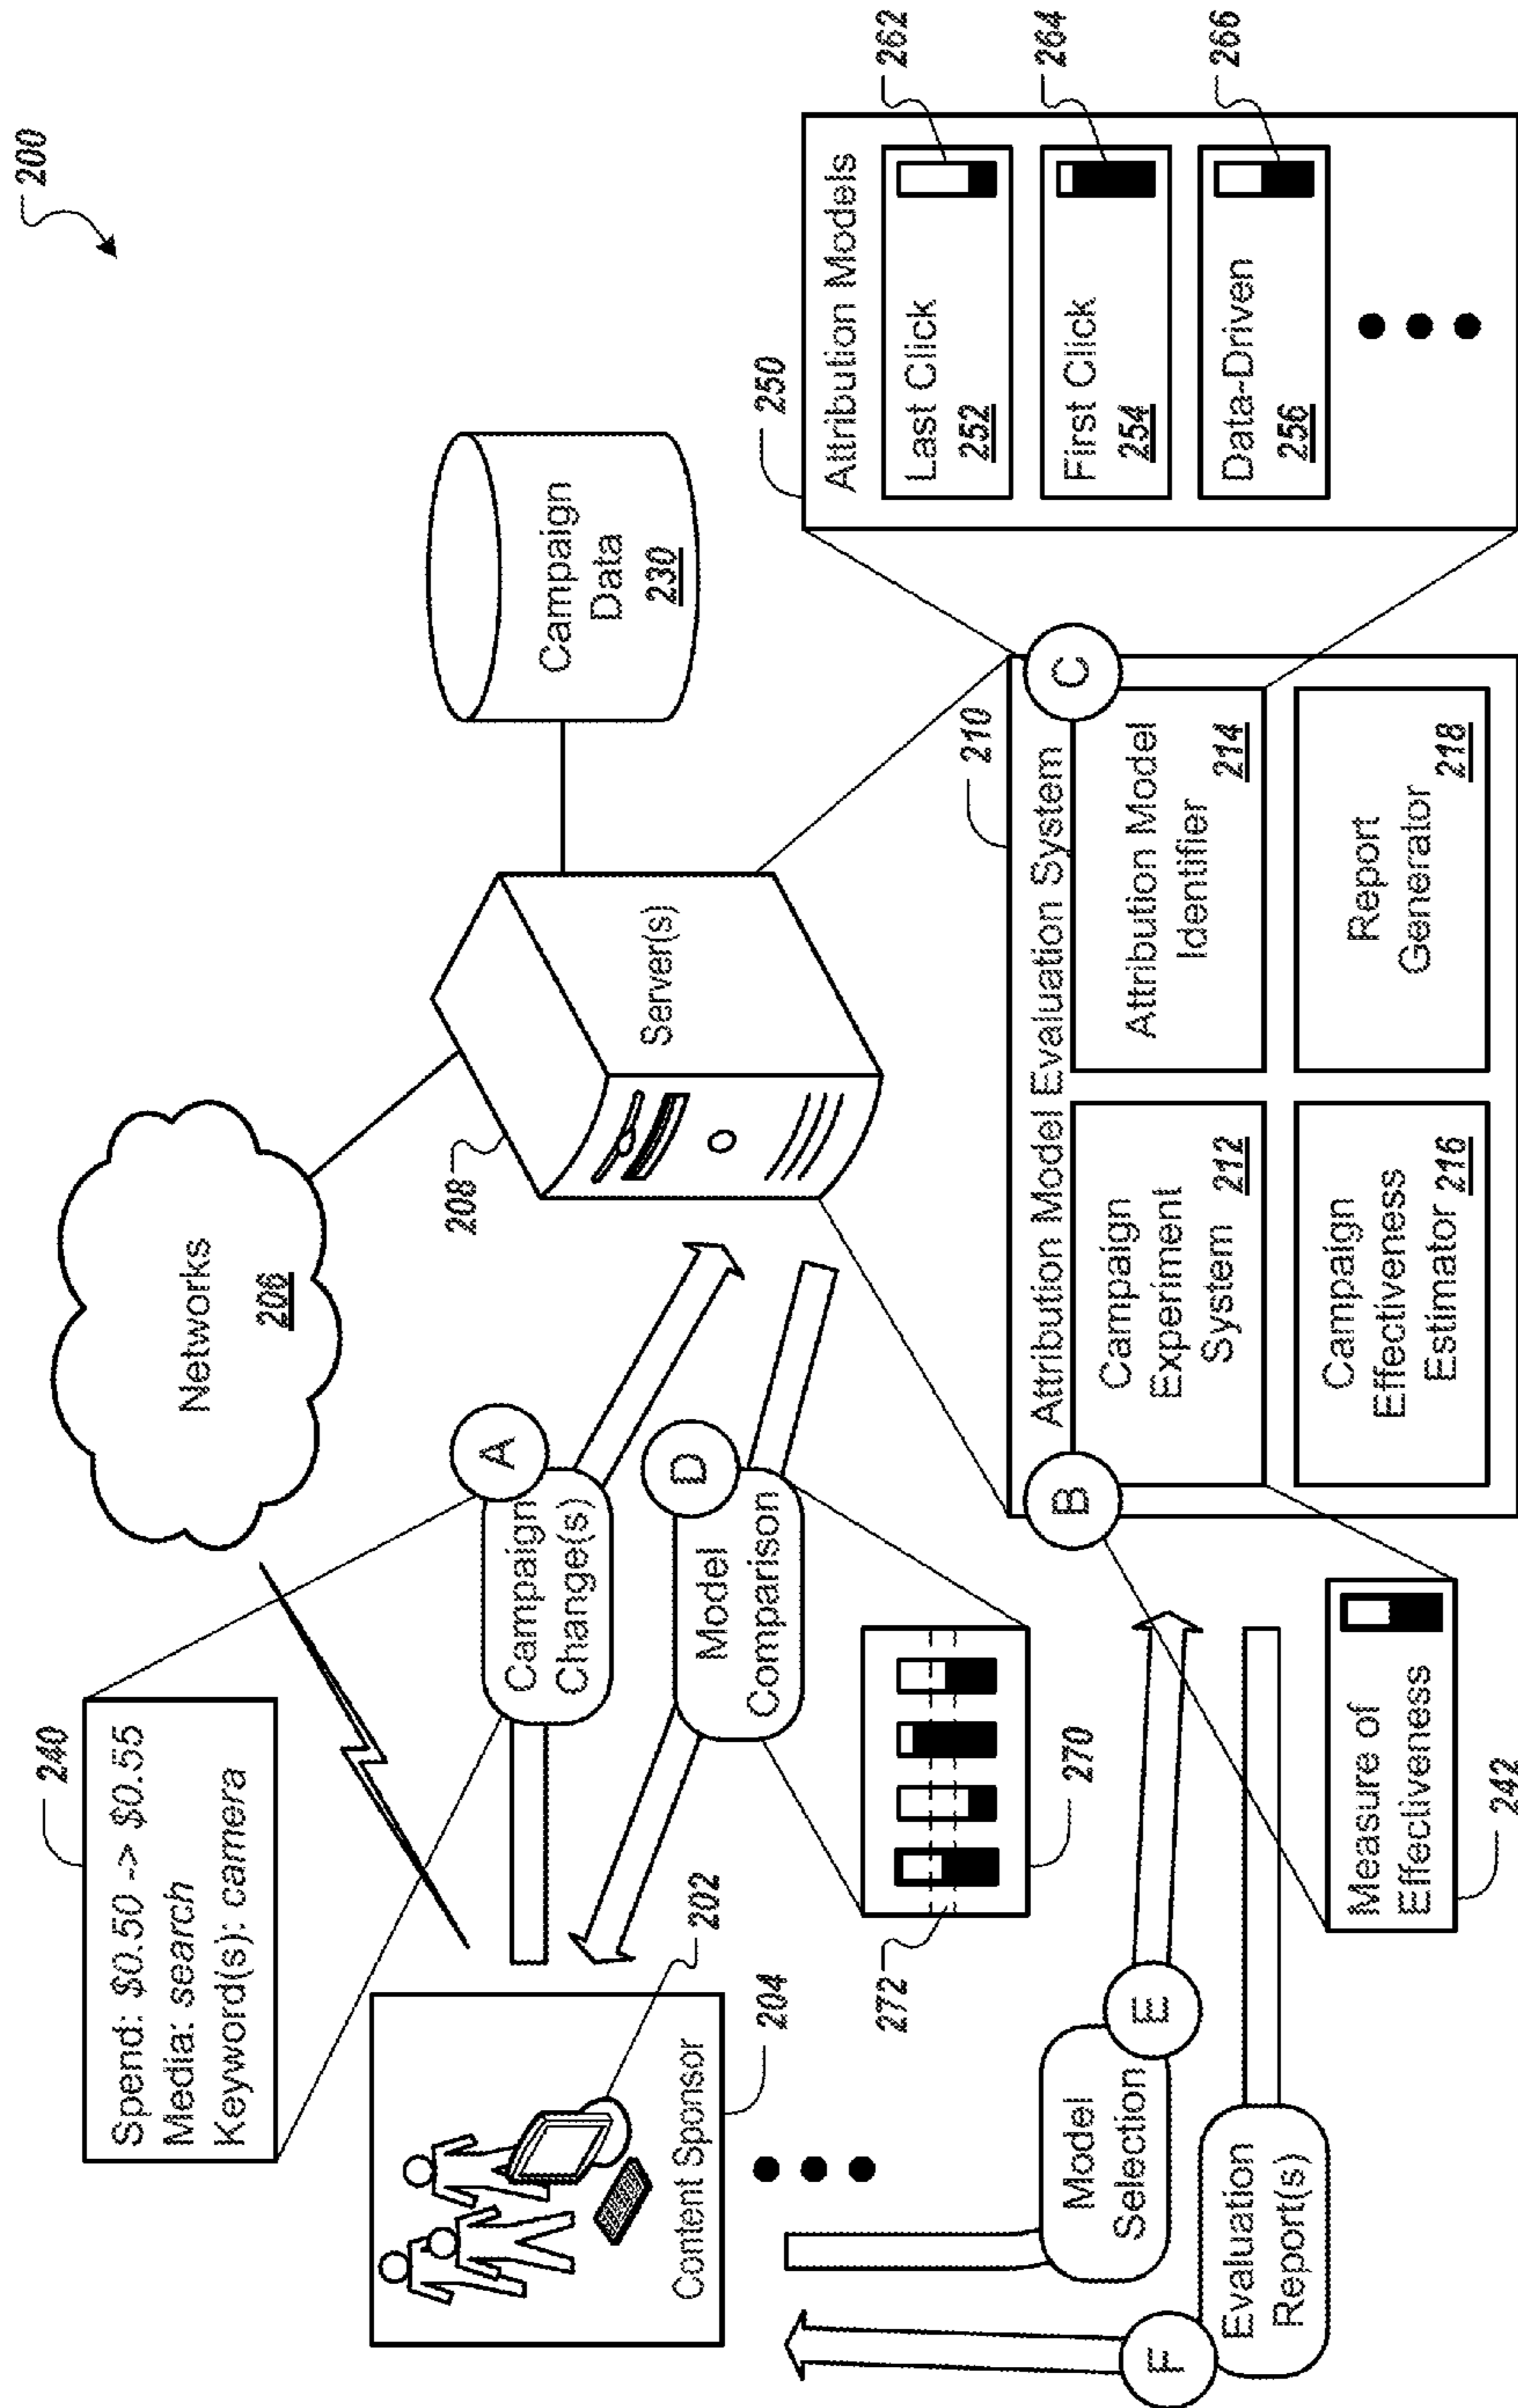 200
240
Spend: $0.50 -> $0.55
Media: search
Keyword(s): camera
Networks
206
A
Campaign
Change(s)
D
Model
Comparison
208
Server(s)
Campaign
Data
230
202
Content Sponsor
204
272
270
E
Model
Selection
F
Evaluation
Report(s)
B
Measure of
Effectiveness
242
210
Attribution Model Evaluation System
Campaign
Experiment
System 212
C
Attribution Model
Identifier
214
Campaign
Effectiveness
Estimator 216
Report
Generator
218
250
Attribution Models
Last Click
252
262
First Click
254
264
Data-Driven
256
266